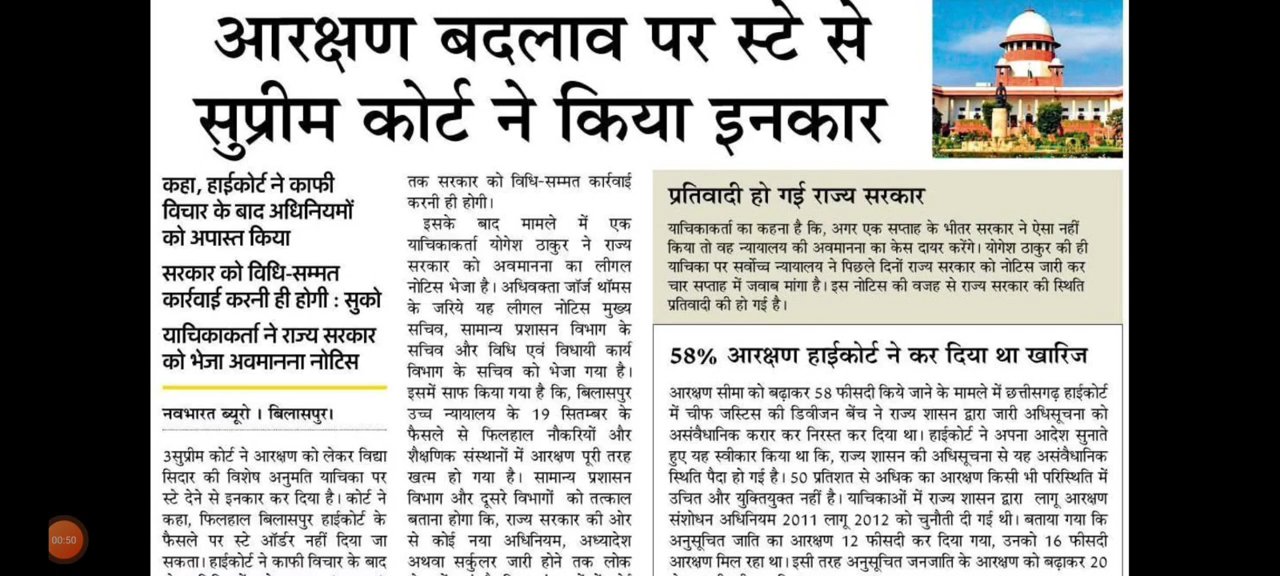 आरक्षण बदलाव पर स्टे से
सुप्रीम कोर्ट ने किया इनकार
कहा, हाईकोर्ट ने काफी
विचार के बाद अधिनियमों
को अपास्त किया
सरकार को विधि-सम्मत
कार्रवाई करनी ही होगी : सुको
याचिकाकर्ता ने राज्य सरकार
को भेजा अवमानना नोटिस
नवभारत ब्यूरो । बिलासपुर।
3सुप्रीम कोर्ट ने आरक्षण को लेकर विद्या
सिदार की विशेष अनुमति याचिका पर
स्टे देने से इनकार कर दिया है। कोर्ट ने
कहा, फिलहाल बिलासपुर हाईकोर्ट के
फैसले पर स्टे ऑर्डर नहीं दिया जा
सकता। हाईकोर्ट ने काफी विचार के बाद
तक सरकार को विधि-सम्मत कार्रवाई
करनी ही होगी।
इसके बाद मामले में एक
याचिकाकर्ता योगेश ठाकुर ने राज्य
सरकार को अवमानना का लीगल
नोटिस भेजा है। अधिवक्ता जॉर्ज थॉमस
के जरिये यह लीगल नोटिस मुख्य
सचिव, सामान्य प्रशासन विभाग के
सचिव और विधि एवं विधायी कार्य
विभाग के सचिव को भेजा गया है।
इसमें साफ किया गया है कि, बिलासपुर
उच्च न्यायालय के 19 सितम्बर के
फैसले से फिलहाल नौकरियों और
शैक्षणिक संस्थानों में आरक्षण पूरी तरह
खत्म हो गया है। सामान्य प्रशासन
विभाग और दूसरे विभागों को तत्काल
बताना होगा कि, राज्य सरकार की ओर
से कोई नया अधिनियम, अध्यादेश
अथवा सर्कुलर जारी होने तक लोक
प्रतिवादी हो गई राज्य सरकार
याचिकाकर्ता का कहना है कि, अगर एक सप्ताह के भीतर सरकार ने ऐसा नहीं
किया तो वह न्यायालय की अवमानना का केस दायर करेंगे। योगेश ठाकुर की ही
याचिका पर सर्वोच्च न्यायालय ने पिछले दिनों राज्य सरकार को नोटिस जारी कर
चार सप्ताह में जवाब मांगा है। इस नोटिस की वजह से राज्य सरकार की स्थिति
प्रतिवादी की हो गई है।
58% आरक्षण हाईकोर्ट ने कर दिया था खारिज
आरक्षण सीमा को बढ़ाकर 58 फीसदी किये जाने के मामले में छत्तीसगढ़ हाईकोर्ट
में चीफ जस्टिस की डिवीजन बेंच ने राज्य शासन द्वारा जारी अधिसूचना को
असंवैधानिक करार कर निरस्त कर दिया था। हाईकोर्ट ने अपना आदेश सुनाते
हुए यह स्वीकार किया था कि, राज्य शासन की अधिसूचना से यह असंवैधानिक
स्थिति पैदा हो गई है। 50 प्रतिशत से अधिक का आरक्षण किसी भी परिस्थिति में
उचित और युक्तियुक्त नहीं है। याचिकाओं में राज्य शासन द्वारा लागू आरक्षण
संशोधन अधिनियम 2011 लागू 2012 को चुनौती दी गई थी। बताया गया कि
अनुसूचित जाति का आरक्षण 12 फीसदी कर दिया गया, उनको 16 फीसदी
आरक्षण मिल रहा था। इसी तरह अनुसूचित जनजाति के आरक्षण को बढ़ाकर 20
00:50